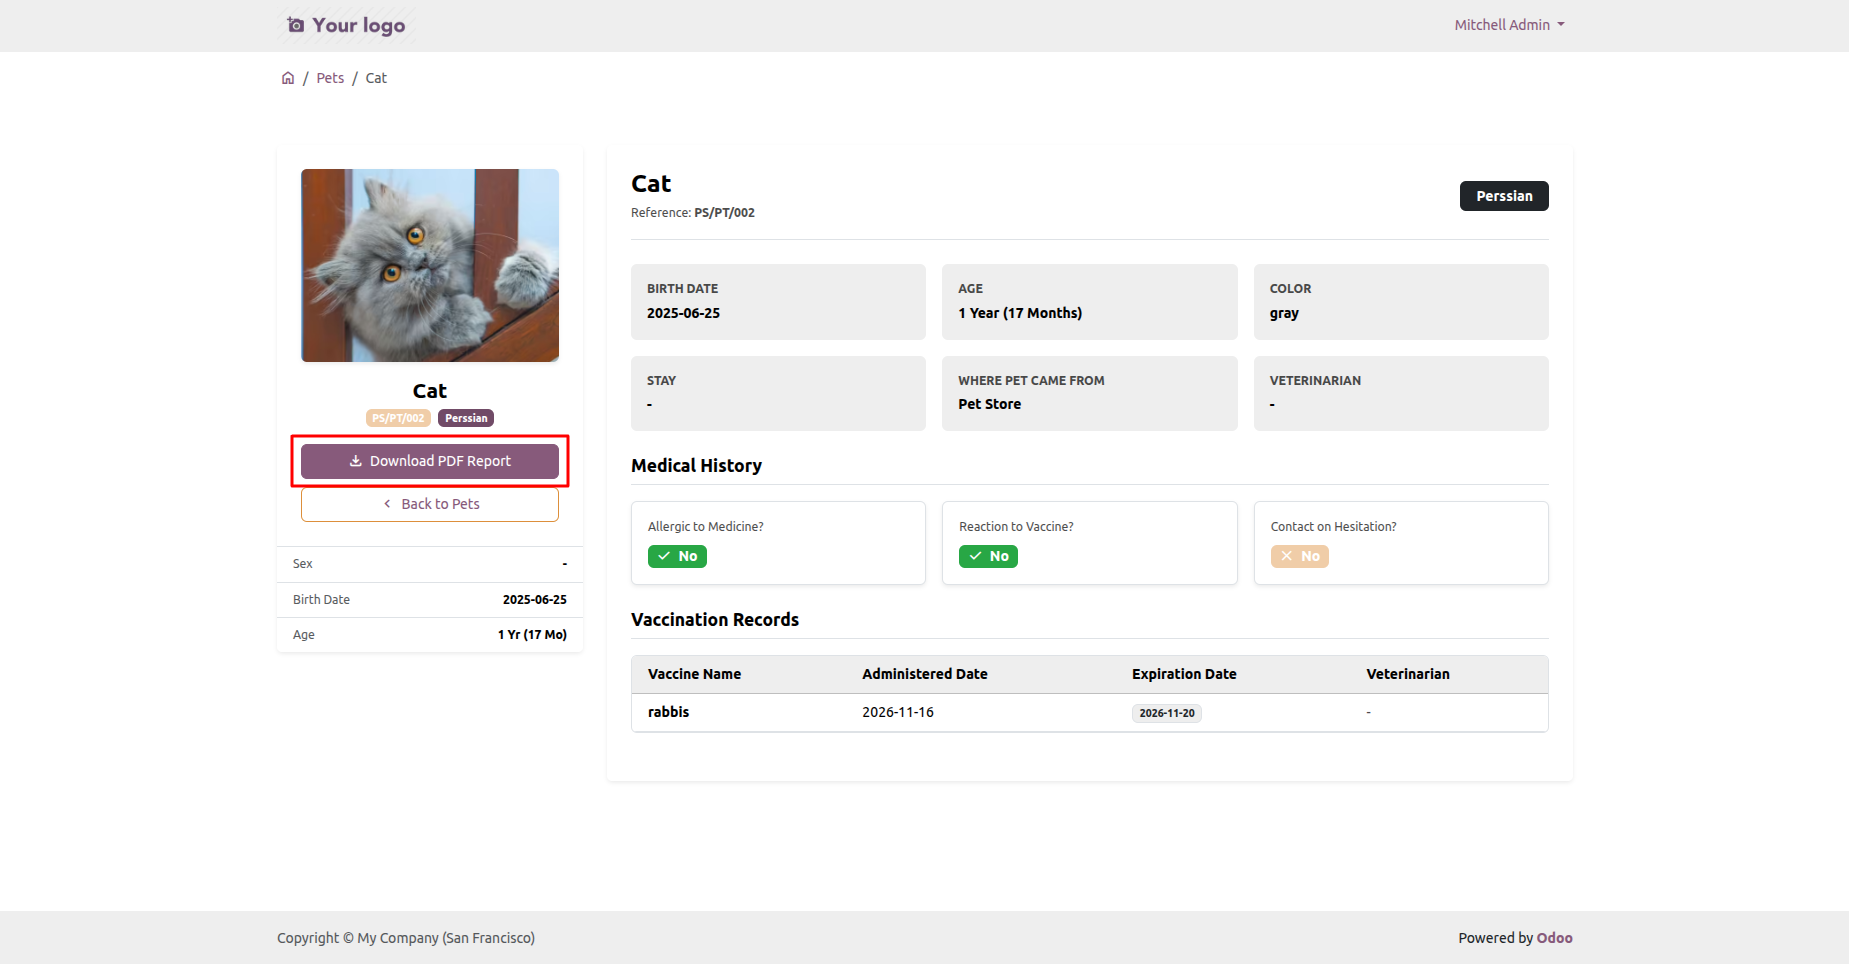 Your logo
Mitchell Admin
/ Pets / Cat
Cat
PS/PT/002 Perssian
Download PDF Report
Back to Pets
Sex -
Birth Date 2025-06-25
Age 1 Yr (17 Mo)
Cat
Reference: PS/PT/002
Perssian
BIRTH DATE
2025-06-25
AGE
1 Year (17 Months)
COLOR
gray
STAY
-
WHERE PET CAME FROM
Pet Store
VETERINARIAN
-
Medical History
Allergic to Medicine?
No
Reaction to Vaccine?
No
Contact on Hesitation?
No
Vaccination Records
Vaccine Name Administered Date Expiration Date Veterinarian
rabbis 2026-11-16 2026-11-20 -
Copyright © My Company (San Francisco)
Powered by Odoo